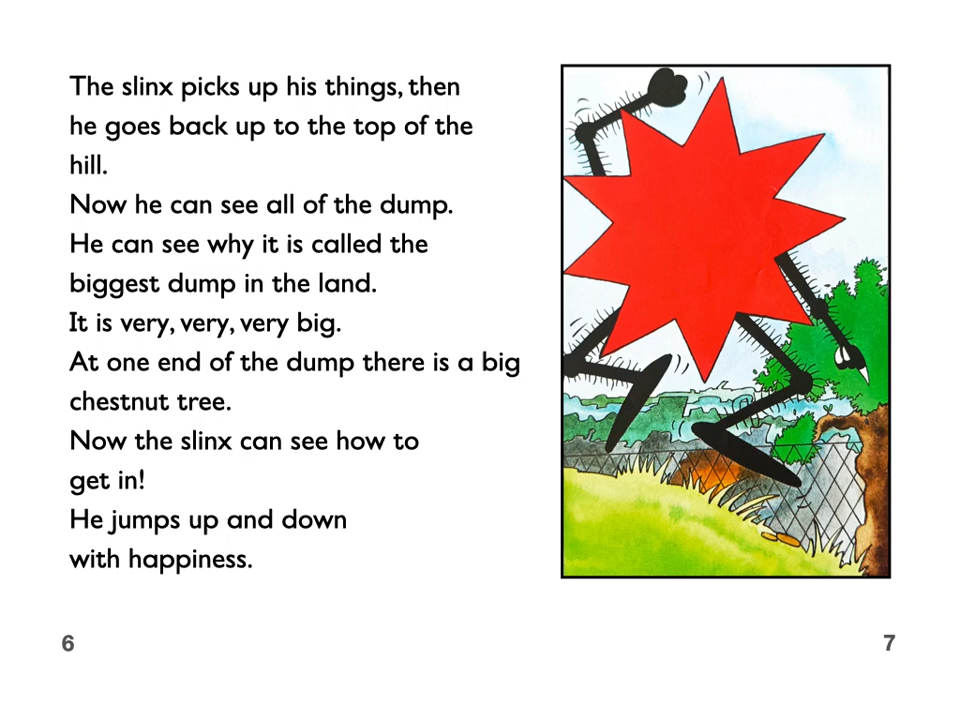 The slinx picks up his things, then
he goes back up to the top of the
hill.
Now he can see all of the dump.
He can see why it is called the
biggest dump in the land.
It is very, very, very big.
At one end of the dump there is a big
chestnut tree.
Now the slinx can see how to
get in!
He jumps up and down
with happiness.
6
7